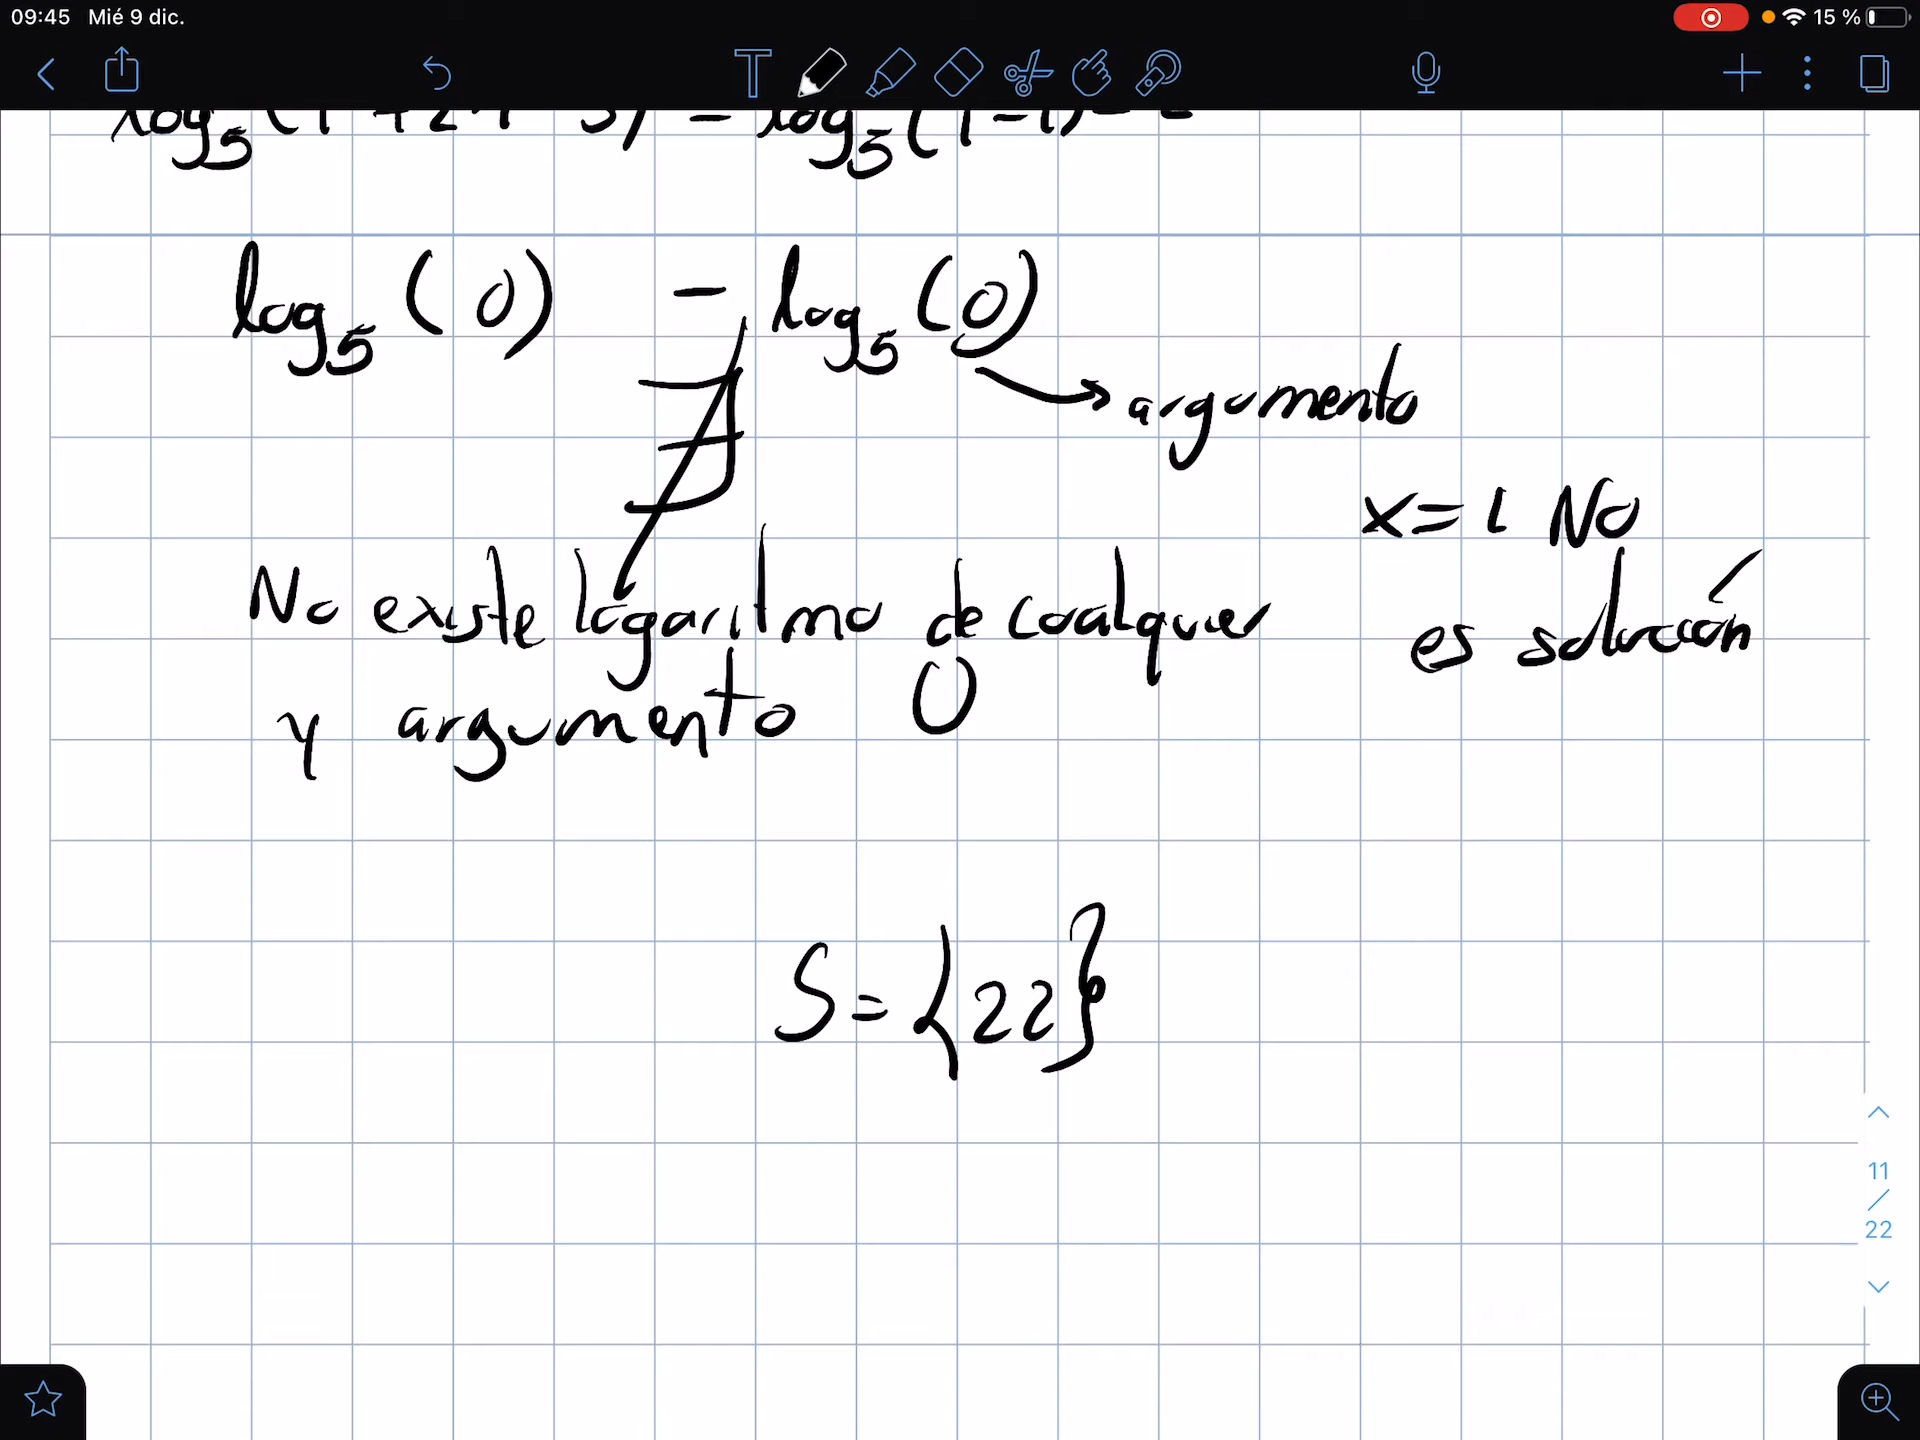 09:45 Mié 9 dic. 15 %
log₅(0) − log₅(0)
argumento
x=1 No
es solución
No existe logaritmo de coalquier
y argumento 0
S={22}
11
/
22